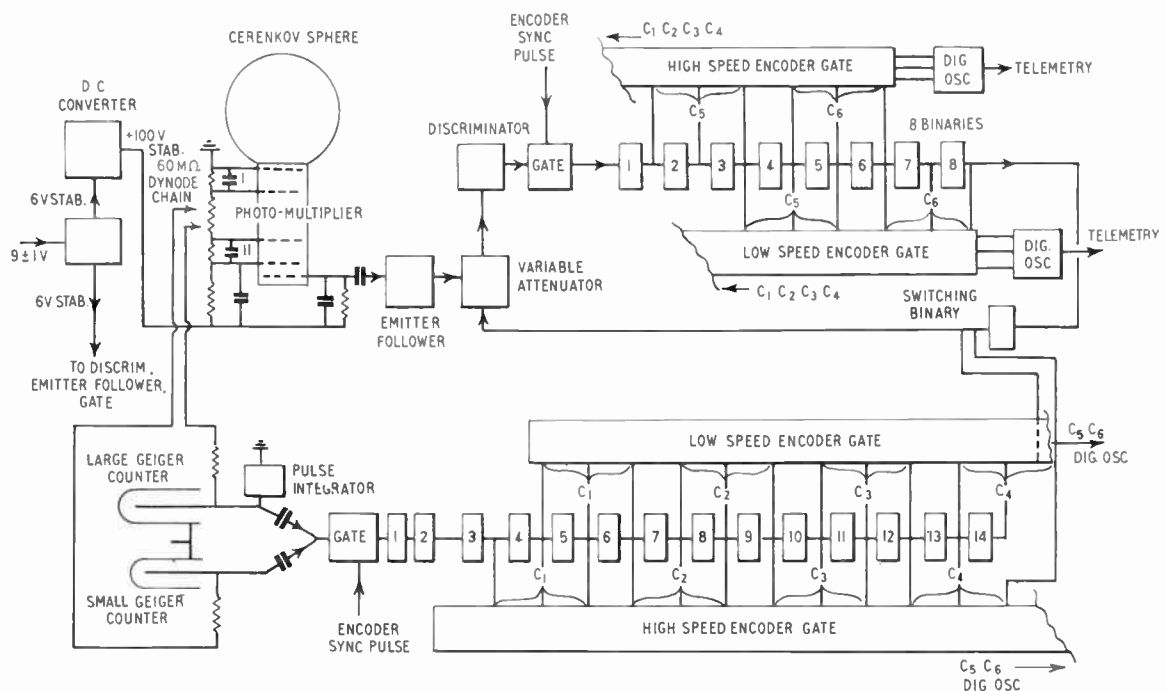 CERENKOV SPHERE
D C
CONVERTER
+100V
STAB.
60MΩ
DYNODE
CHAIN
I
II
6V STAB.
9±1V
6V STAB.
TO DISCRIM,
EMITTER FOLLOWER,
GATE
PHOTO-MULTIPLIER
EMITTER
FOLLOWER
VARIABLE
ATTENUATOR
DISCRIMINATOR
ENCODER
SYNC
PULSE
GATE
C1 C2 C3 C4
HIGH SPEED ENCODER GATE
DIG
OSC
TELEMETRY
C5
C6
8 BINARIES
1
2
3
4
5
6
7
8
C5
C6
LOW SPEED ENCODER GATE
DIG.
OSC
TELEMETRY
C1 C2 C3 C4
SWITCHING
BINARY
LARGE GEIGER
COUNTER
SMALL GEIGER
COUNTER
PULSE
INTEGRATOR
GATE
ENCODER
SYNC PULSE
LOW SPEED ENCODER GATE
C5 C6
DIG. OSC
C1
C2
C3
C4
1
2
3
4
5
6
7
8
9
10
11
12
13
14
C1
C2
C3
C4
HIGH SPEED ENCODER GATE
C5 C6
DIG OSC